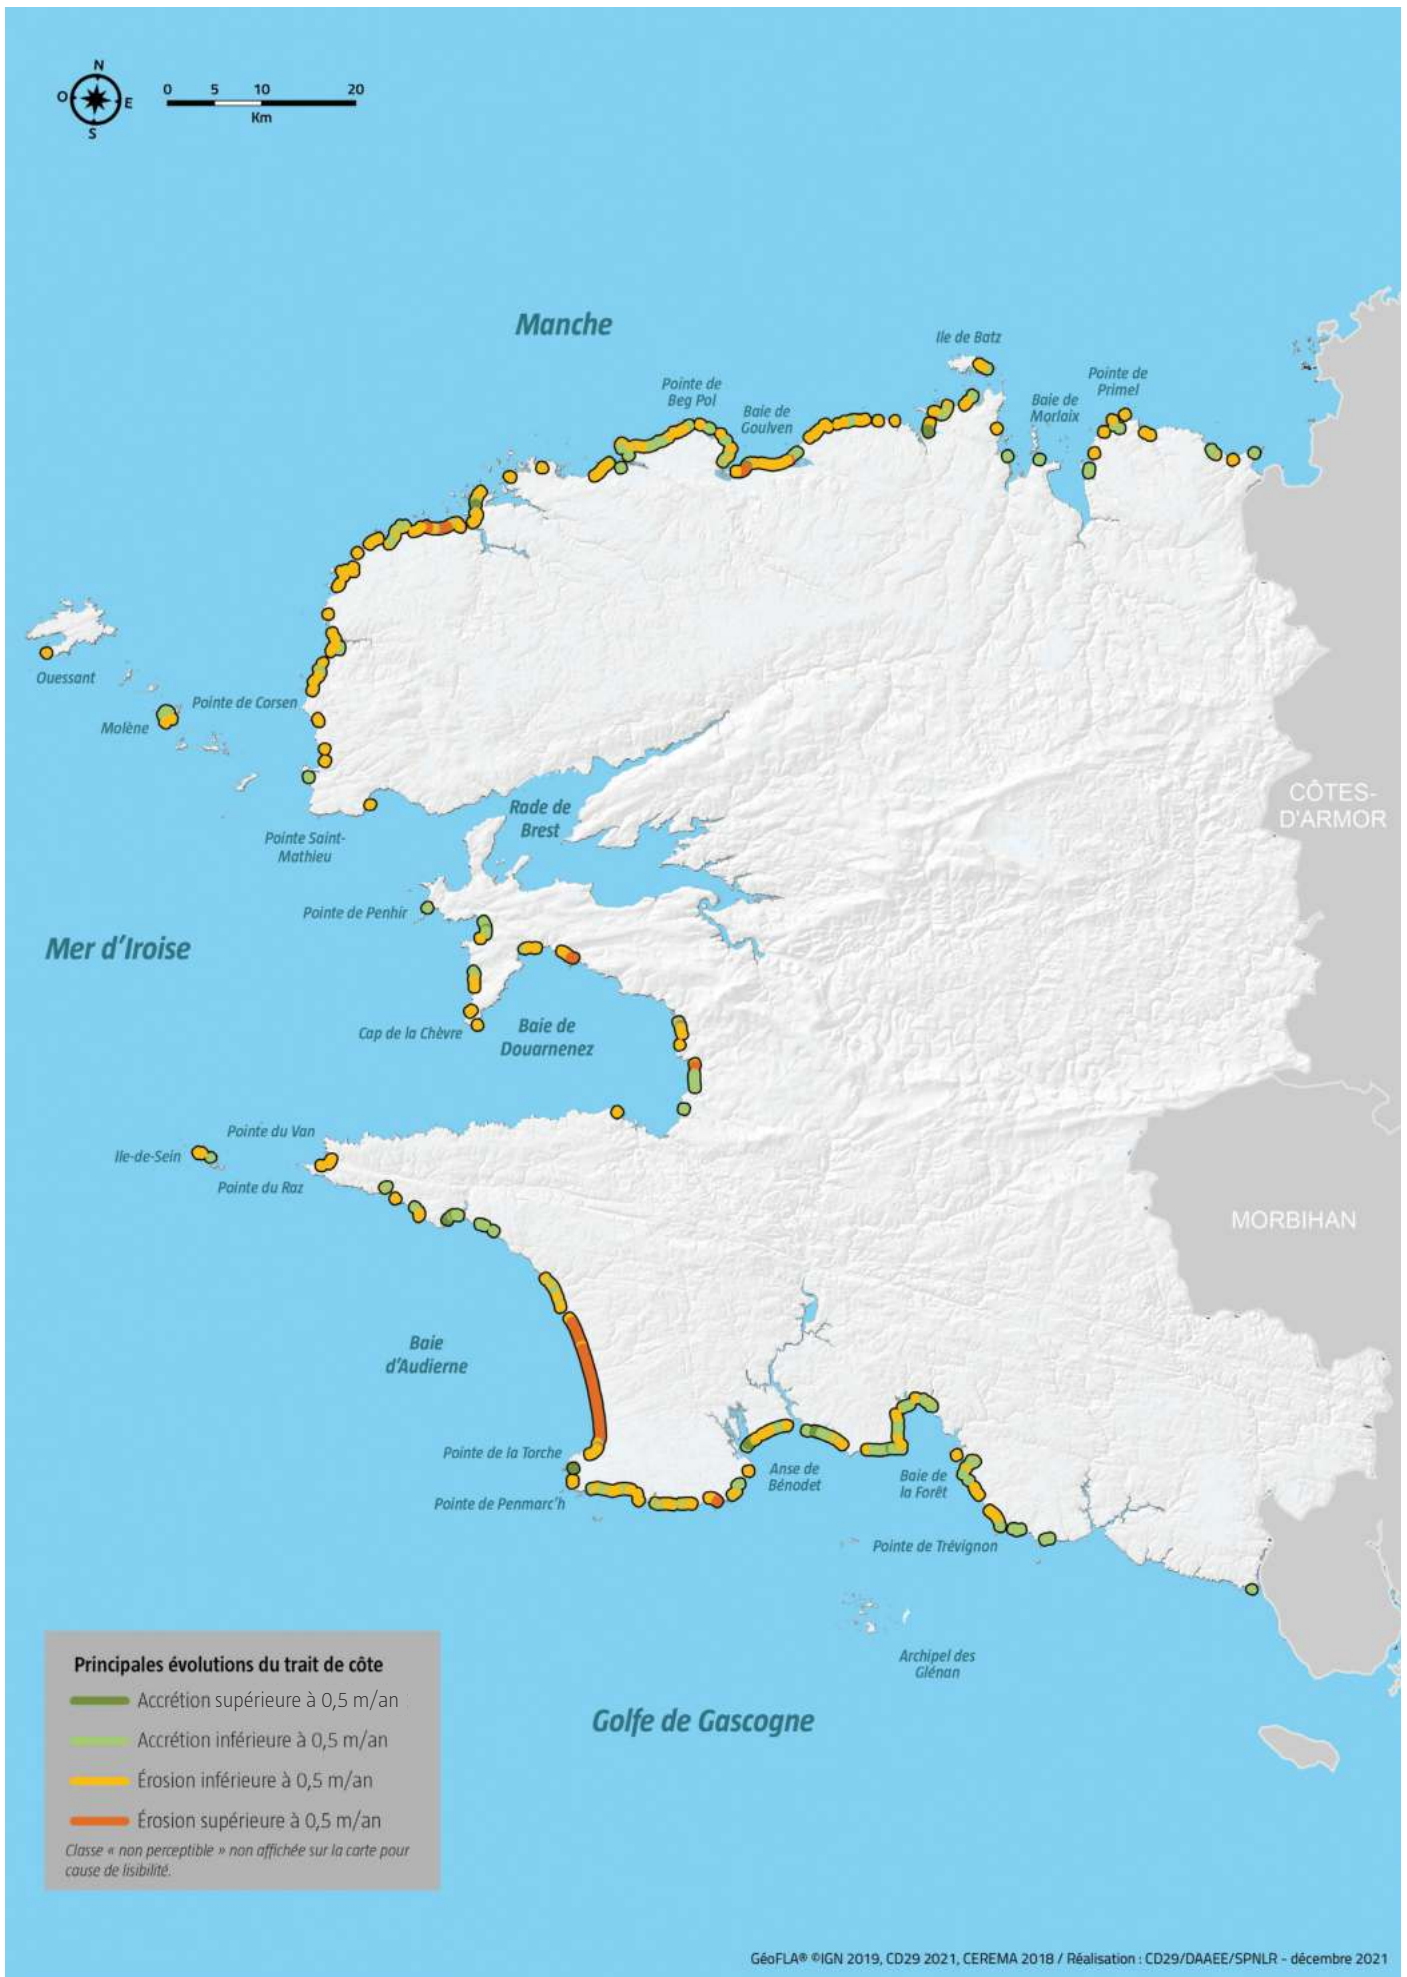 N
O
E
S
0 5 10 20
Km
Manche
Ile de Batz
Pointe de
Primel
Pointe de
Beg Pol
Baie de
Morlaix
Baie de
Goulven
Ouessant
Pointe de Corsen
Molène
CÔTES-
D'ARMOR
Rade de
Brest
Pointe Saint-
Mathieu
Pointe de Penhir
Mer d'Iroise
Cap de la Chèvre
Baie de
Douarnenez
Pointe du Van
Ile-de-Sein
Pointe du Raz
MORBIHAN
Baie
d'Audierne
Pointe de la Torche
Anse de
Bénodet
Baie de
la Forêt
Pointe de Penmarc'h
Pointe de Trévignon
Archipel des
Glénan
Golfe de Gascogne
Principales évolutions du trait de côte
Accrétion supérieure à 0,5 m/an
Accrétion inférieure à 0,5 m/an
Érosion inférieure à 0,5 m/an
Érosion supérieure à 0,5 m/an
Classe « non perceptible » non affichée sur la carte pour
cause de lisibilité.
GéoFLA® ©IGN 2019, CD29 2021, CEREMA 2018 / Réalisation : CD29/DAAEE/SPNLR - décembre 2021